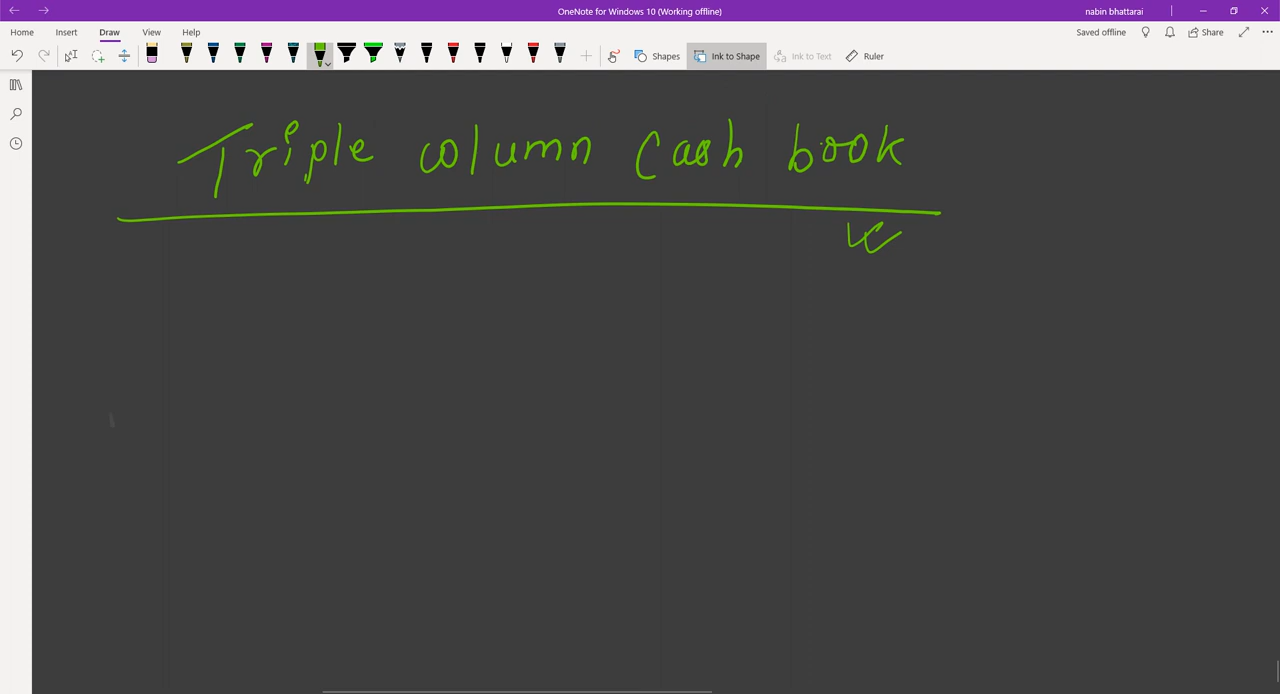 OneNote for Windows 10 (Working offline)
nabin bhattarai
Home Insert Draw View Help
Saved offline
Share
Shapes
Ink to Shape
Ink to Text
Ruler
Triple column Cash book